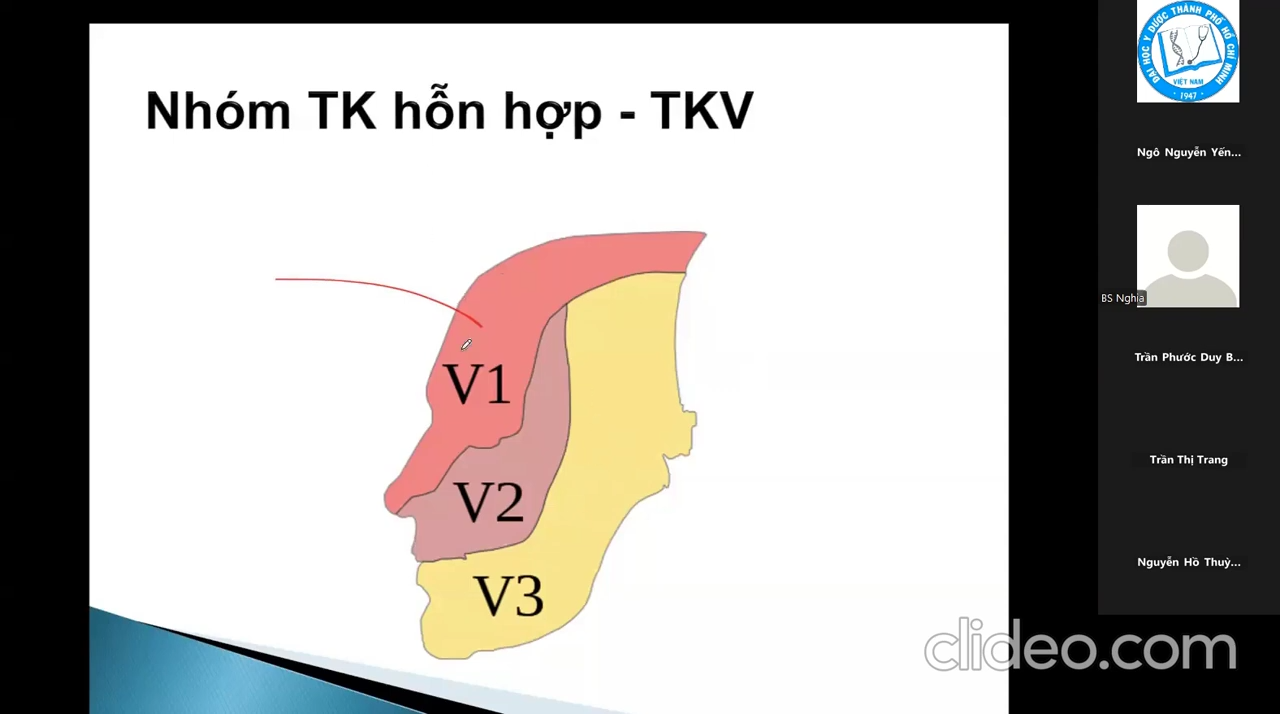 Nhóm TK hỗn hợp - TKV
V1
V2
V3
ĐẠI HỌC Y DƯỢC THÀNH PHỐ HỒ CHÍ MINH
VIỆT NAM
1947
Ngô Nguyễn Yến...
BS Nghia
Trần Phước Duy B...
Trần Thị Trang
Nguyễn Hồ Thuỳ...
clideo.com